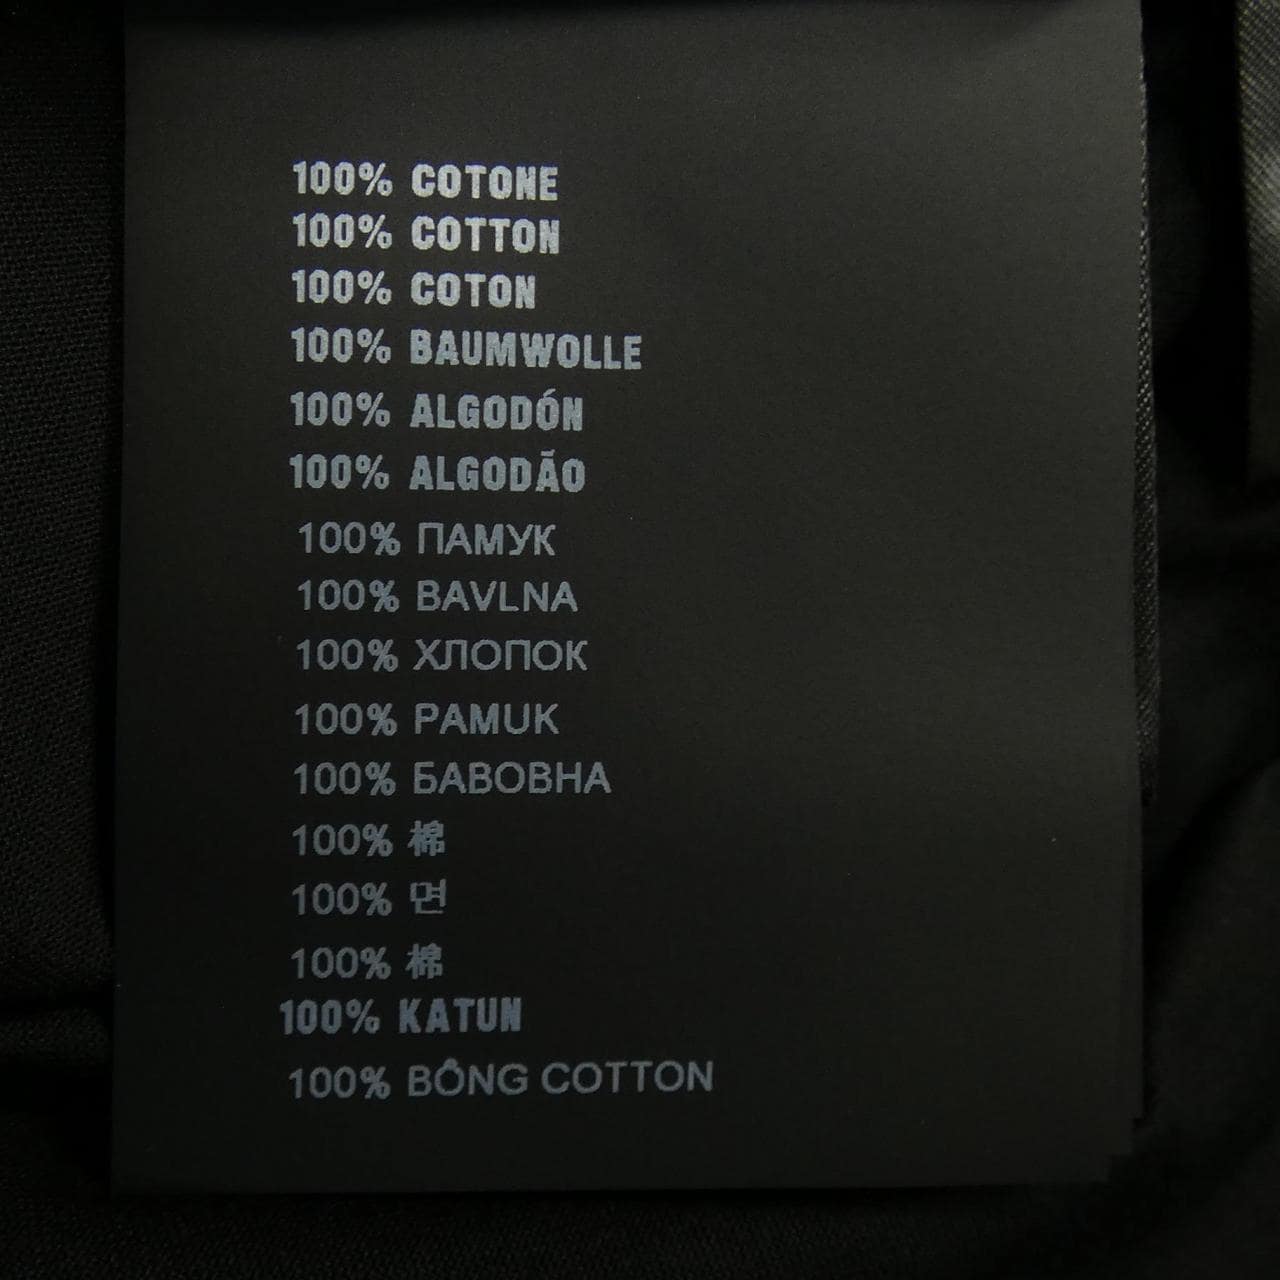 100% COTONE
100% COTTON
100% COTON
100% BAUMWOLLE
100% ALGODÓN
100% ALGODÃO
100% ПАМУК
100% BAVLNA
100% ХЛОПОК
100% PAMUK
100% БАВОВНА
100% 棉
100% 면
100% 棉
100% KATUN
100% BÔNG COTTON